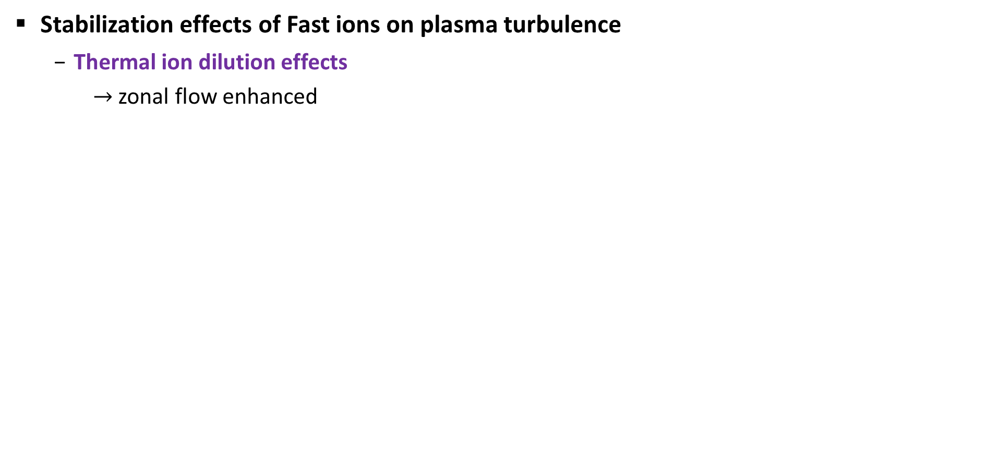 ▪ Stabilization effects of Fast ions on plasma turbulence
− Thermal ion dilution effects
→ zonal flow enhanced